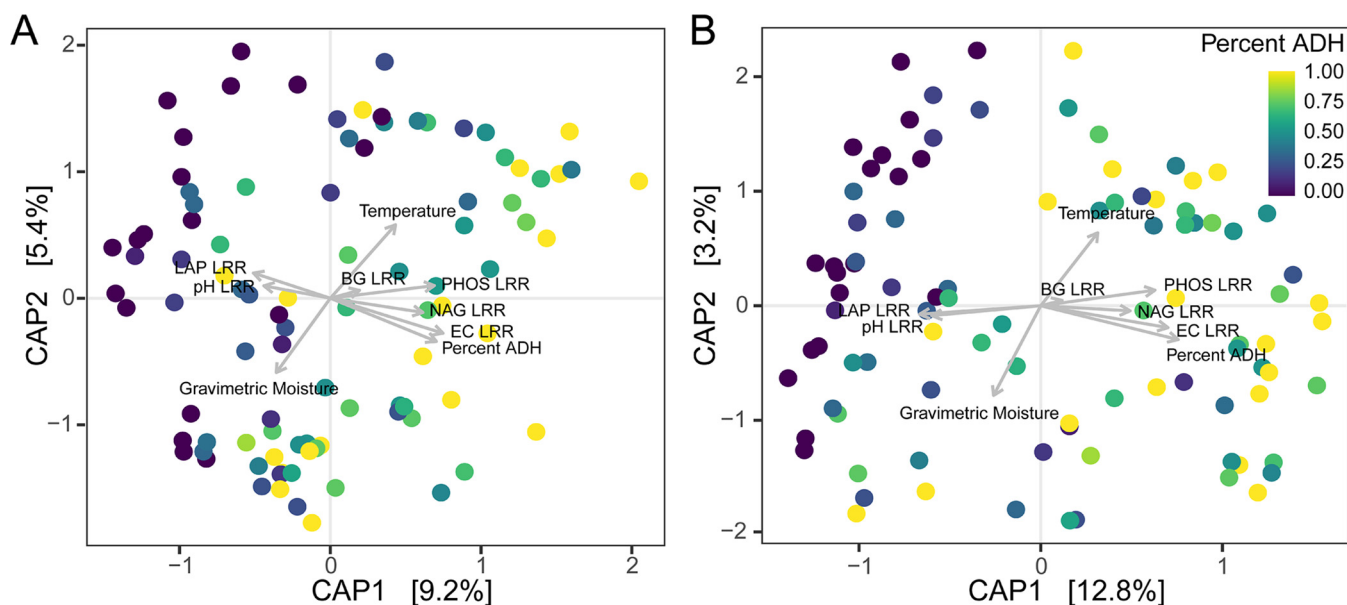 A
2
1
0
−1
CAP2 [5.4%]
Temperature
LAP LRR
pH LRR
BG LRR
PHOS LRR
NAG LRR
EC LRR
Percent ADH
Gravimetric Moisture
−1
0
1
2
CAP1 [9.2%]
B
Percent ADH
1.00
0.75
0.50
0.25
0.00
2
1
0
−1
−2
CAP2 [3.2%]
Temperature
BG LRR
PHOS LRR
LAP LRR
NAG LRR
pH LRR
EC LRR
Percent ADH
Gravimetric Moisture
−1
0
1
CAP1 [12.8%]